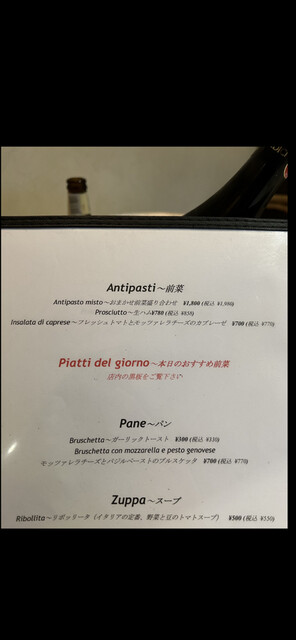 Antipasti～前菜
Antipasto misto～おまかせ前菜盛り合わせ ¥1,800 (税込 ¥1,980)
Prosciutto～生ハム¥780 (税込 ¥858)
Insalata di caprese～フレッシュトマトとモッツァレラチーズのカプレーゼ ¥700 (税込 ¥770)
Piatti del giorno～本日のおすすめ前菜
店内の黒板をご覧下さい
Pane～パン
Bruschetta～ガーリックトースト ¥300 (税込 ¥330)
Bruschetta con mozzarella e pesto genovese
モッツァレラチーズとバジルペーストのブルスケッタ ¥700 (税込 ¥770)
Zuppa～スープ
Ribollita～リボッリータ（イタリアの定番、野菜と豆のトマトスープ） ¥500 (税込 ¥550)